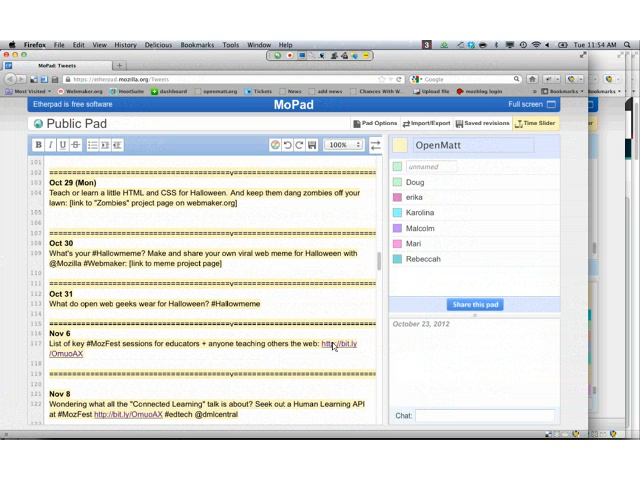 Firefox File Edit View History Delicious Bookmarks Tools Window Help 3 Tue 11:54 AM
MoPad: Tweets +
https://etherpad.mozilla.org/Tweets Google
Most Visited Webmaker.org HootSuite dashboard openmatt.org Tickets News add news Chances With W... Upload file mozblog login Bookmarks
Etherpad is free software MoPad Full screen
Public Pad Pad Options Import/Export Saved revisions Time Slider
B I U S 100% OpenMatt
unnamed
Doug
erika
Karolina
Malcolm
Mari
Rebeccah
Share this pad
October 23, 2012
Chat:
101
102
103 Oct 29 (Mon)
104 Teach or learn a little HTML and CSS for Halloween. And keep them dang zombies off your
lawn: [link to "Zombies" project page on webmaker.org]
105
106
107
108 Oct 30
109 What's your #Hallowmeme? Make and share your own viral web meme for Halloween with
@Mozilla #Webmaker: [link to meme project page]
110
111
112 Oct 31
113 What do open web geeks wear for Halloween? #Hallowmeme
114
115
116 Nov 6
117 List of key #MozFest sessions for educators + anyone teaching others the web: http://bit.ly
/OmuoAX
118
119
120
121 Nov 8
122 Wondering what all the "Connected Learning" talk is about? Seek out a Human Learning API
at #MozFest http://bit.ly/OmuoAX #edtech @dmlcentral